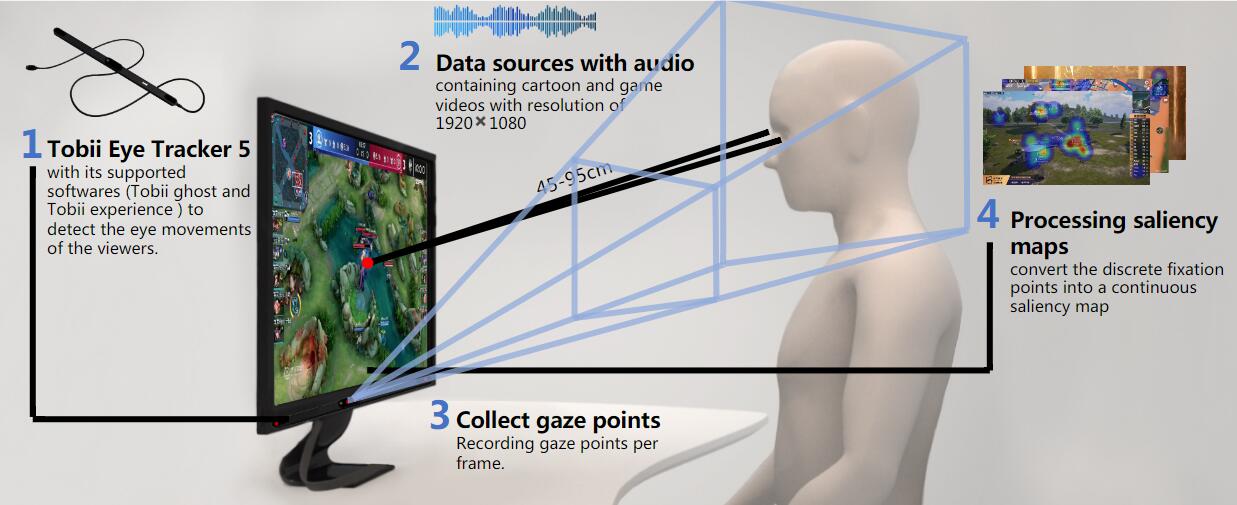 1 Tobii Eye Tracker 5
with its supported
softwares (Tobii ghost and
Tobii experience ) to
detect the eye movements
of the viewers.
2 Data sources with audio
containing cartoon and game
videos with resolution of
1920×1080
45-95cm
3 Collect gaze points
Recording gaze points per
frame.
4 Processing saliency
maps
convert the discrete fixation
points into a continuous
saliency map